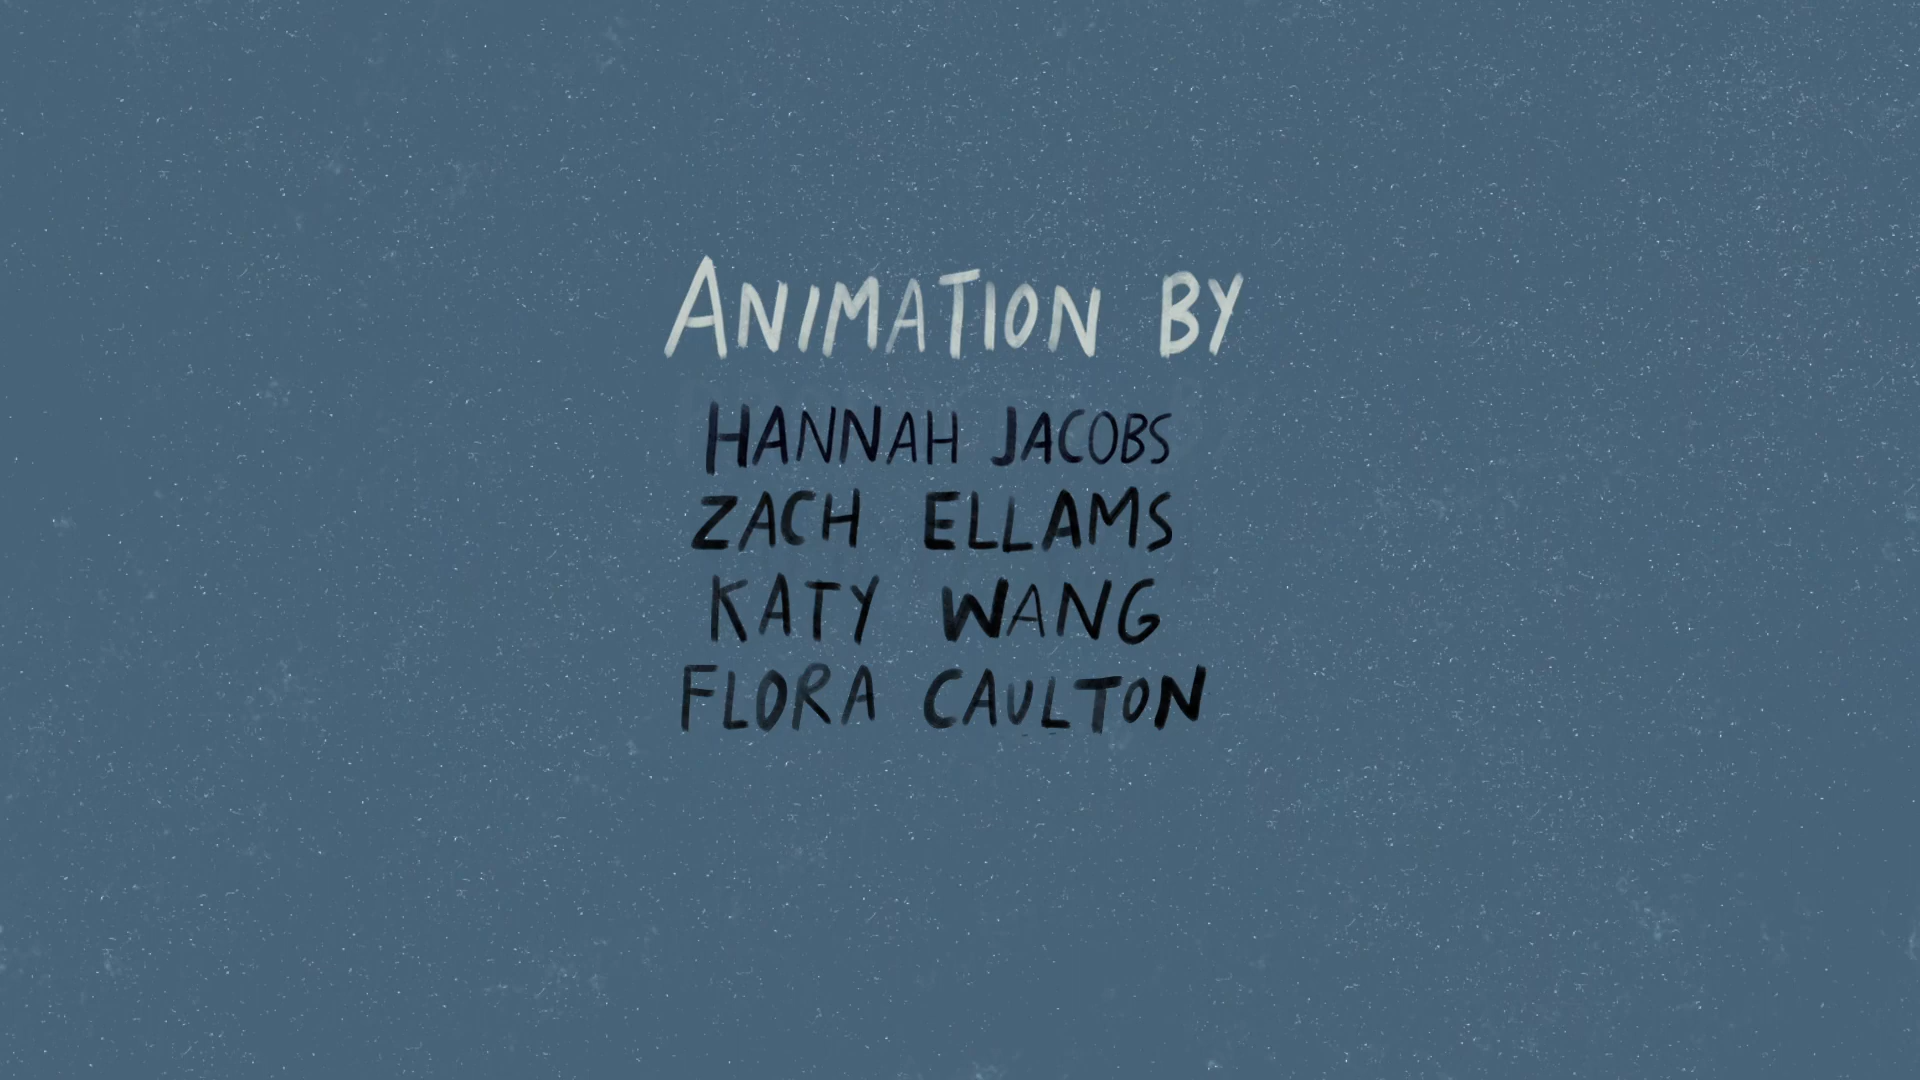 ANIMATION BY
HANNAH JACOBS
ZACH ELLAMS
KATY WANG
FLORA CAULTON